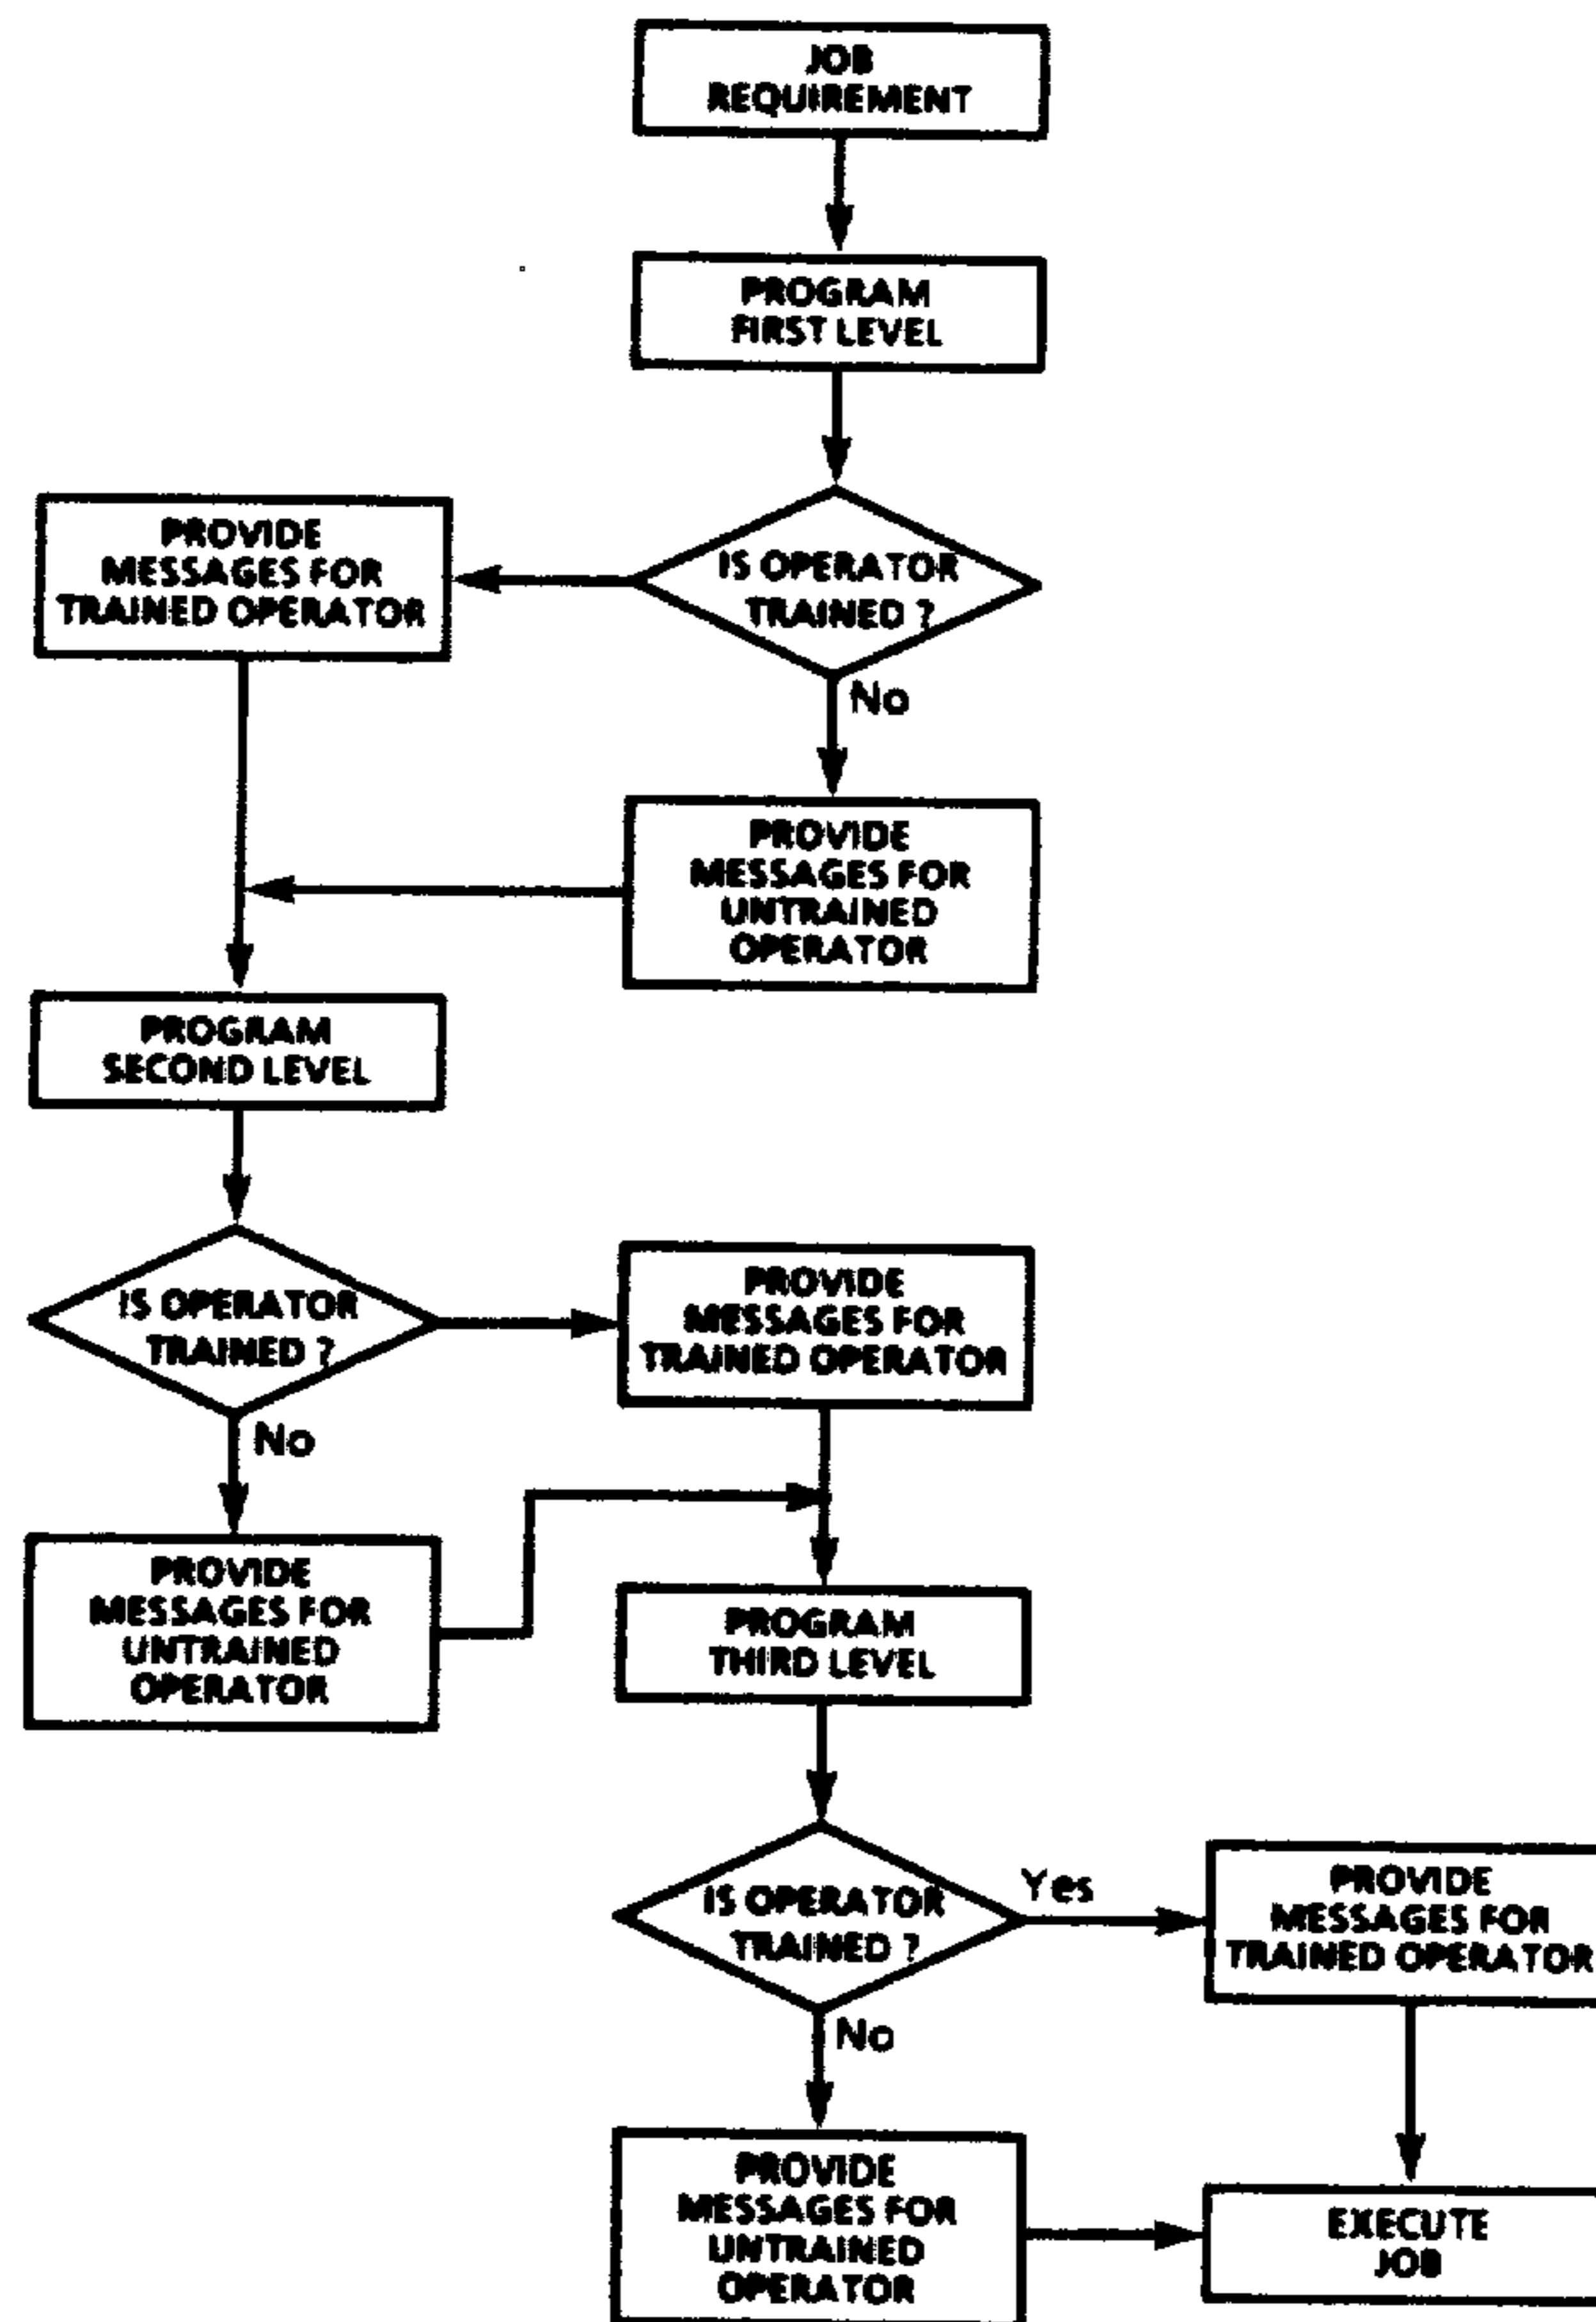 JOB
REQUIREMENT
PROGRAM
FIRST LEVEL
IS OPERATOR
TRAINED ?
PROVIDE
MESSAGES FOR
TRAINED OPERATOR
No
PROVIDE
MESSAGES FOR
UNTRAINED
OPERATOR
PROGRAM
SECOND LEVEL
IS OPERATOR
TRAINED ?
PROVIDE
MESSAGES FOR
TRAINED OPERATOR
No
PROVIDE
MESSAGES FOR
UNTRAINED
OPERATOR
PROGRAM
THIRD LEVEL
IS OPERATOR
TRAINED ?
Yes
PROVIDE
MESSAGES FOR
TRAINED OPERATOR
No
PROVIDE
MESSAGES FOR
UNTRAINED
OPERATOR
EXECUTE
JOB